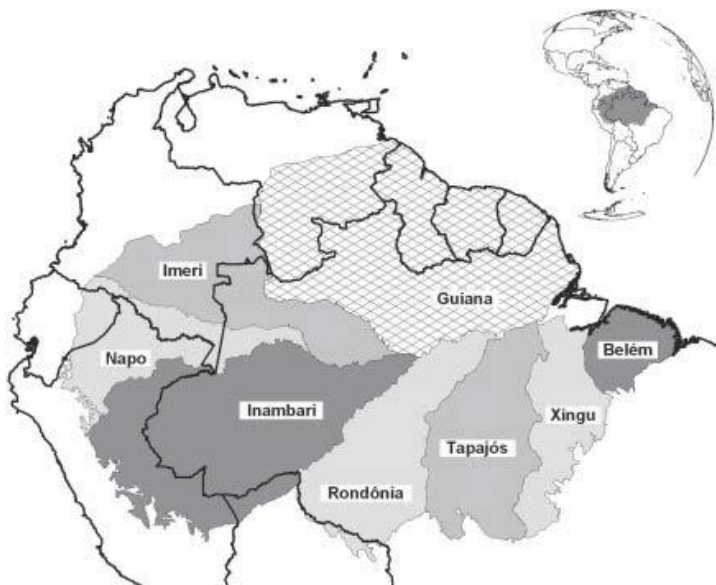 Imeri
Guiana
Napo
Belém
Inambari
Xingu
Tapajós
Rondônia